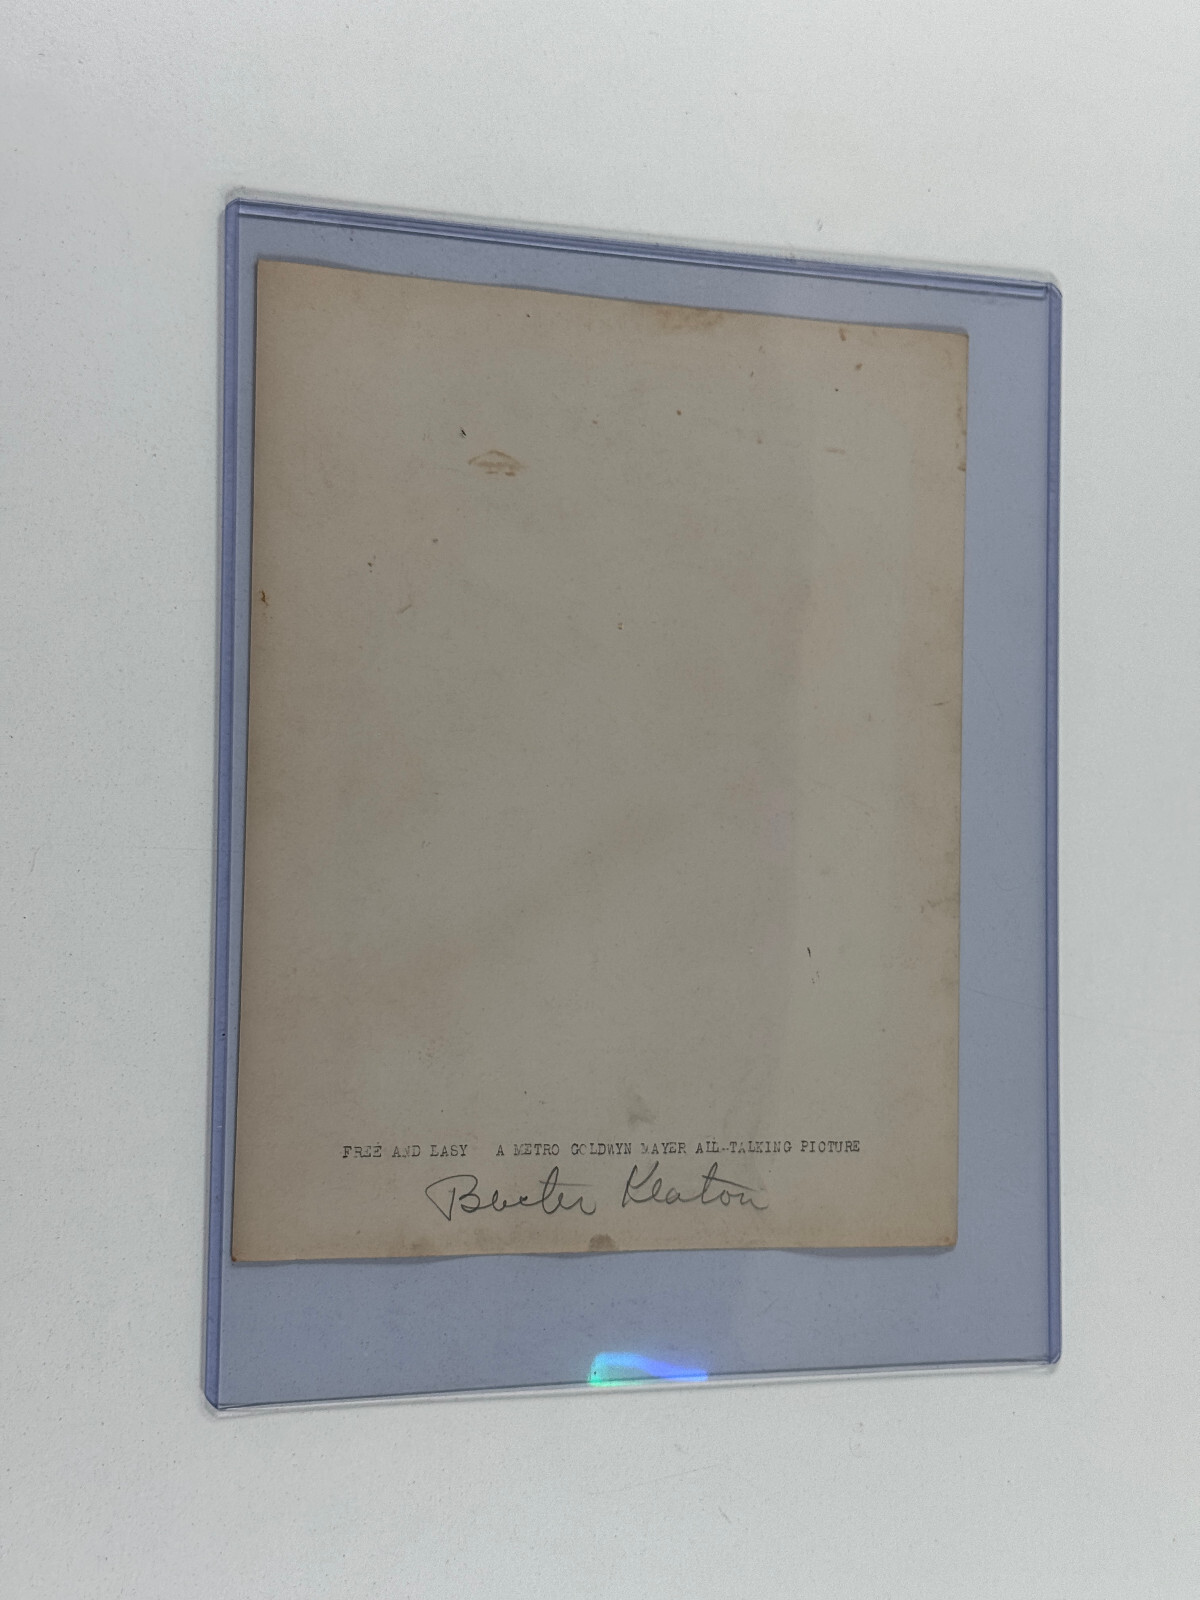 FREE AND EASY A METRO GOLDWYN MAYER ALL-TALKING PICTURE
Buster Keaton